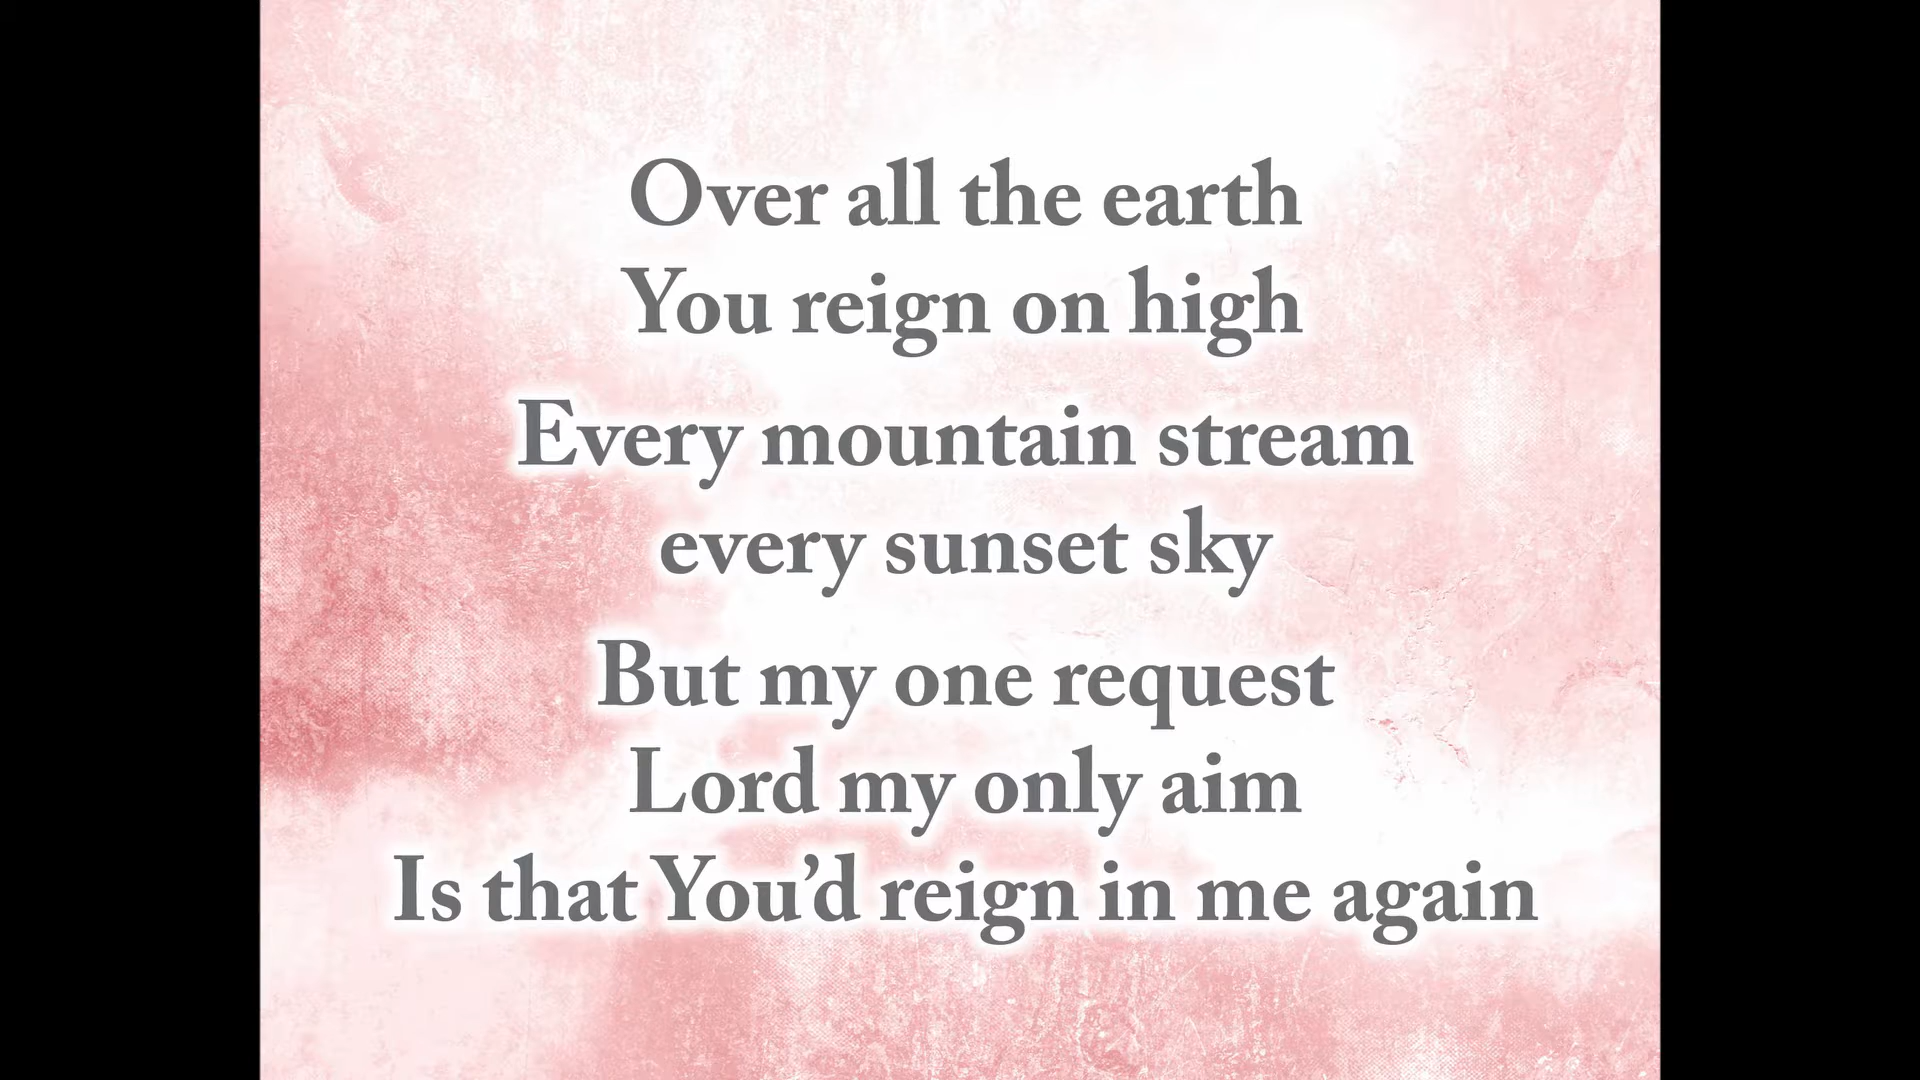 Over all the earth
You reign on high
Every mountain stream
every sunset sky
But my one request
Lord my only aim
Is that You’d reign in me again